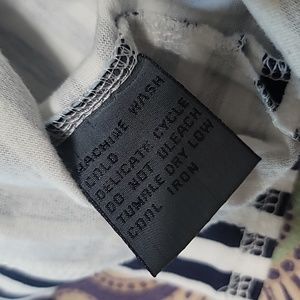 MACHINE WASH
COLD
DELICATE CYCLE
DO NOT BLEACH
TUMBLE DRY LOW
COOL IRON